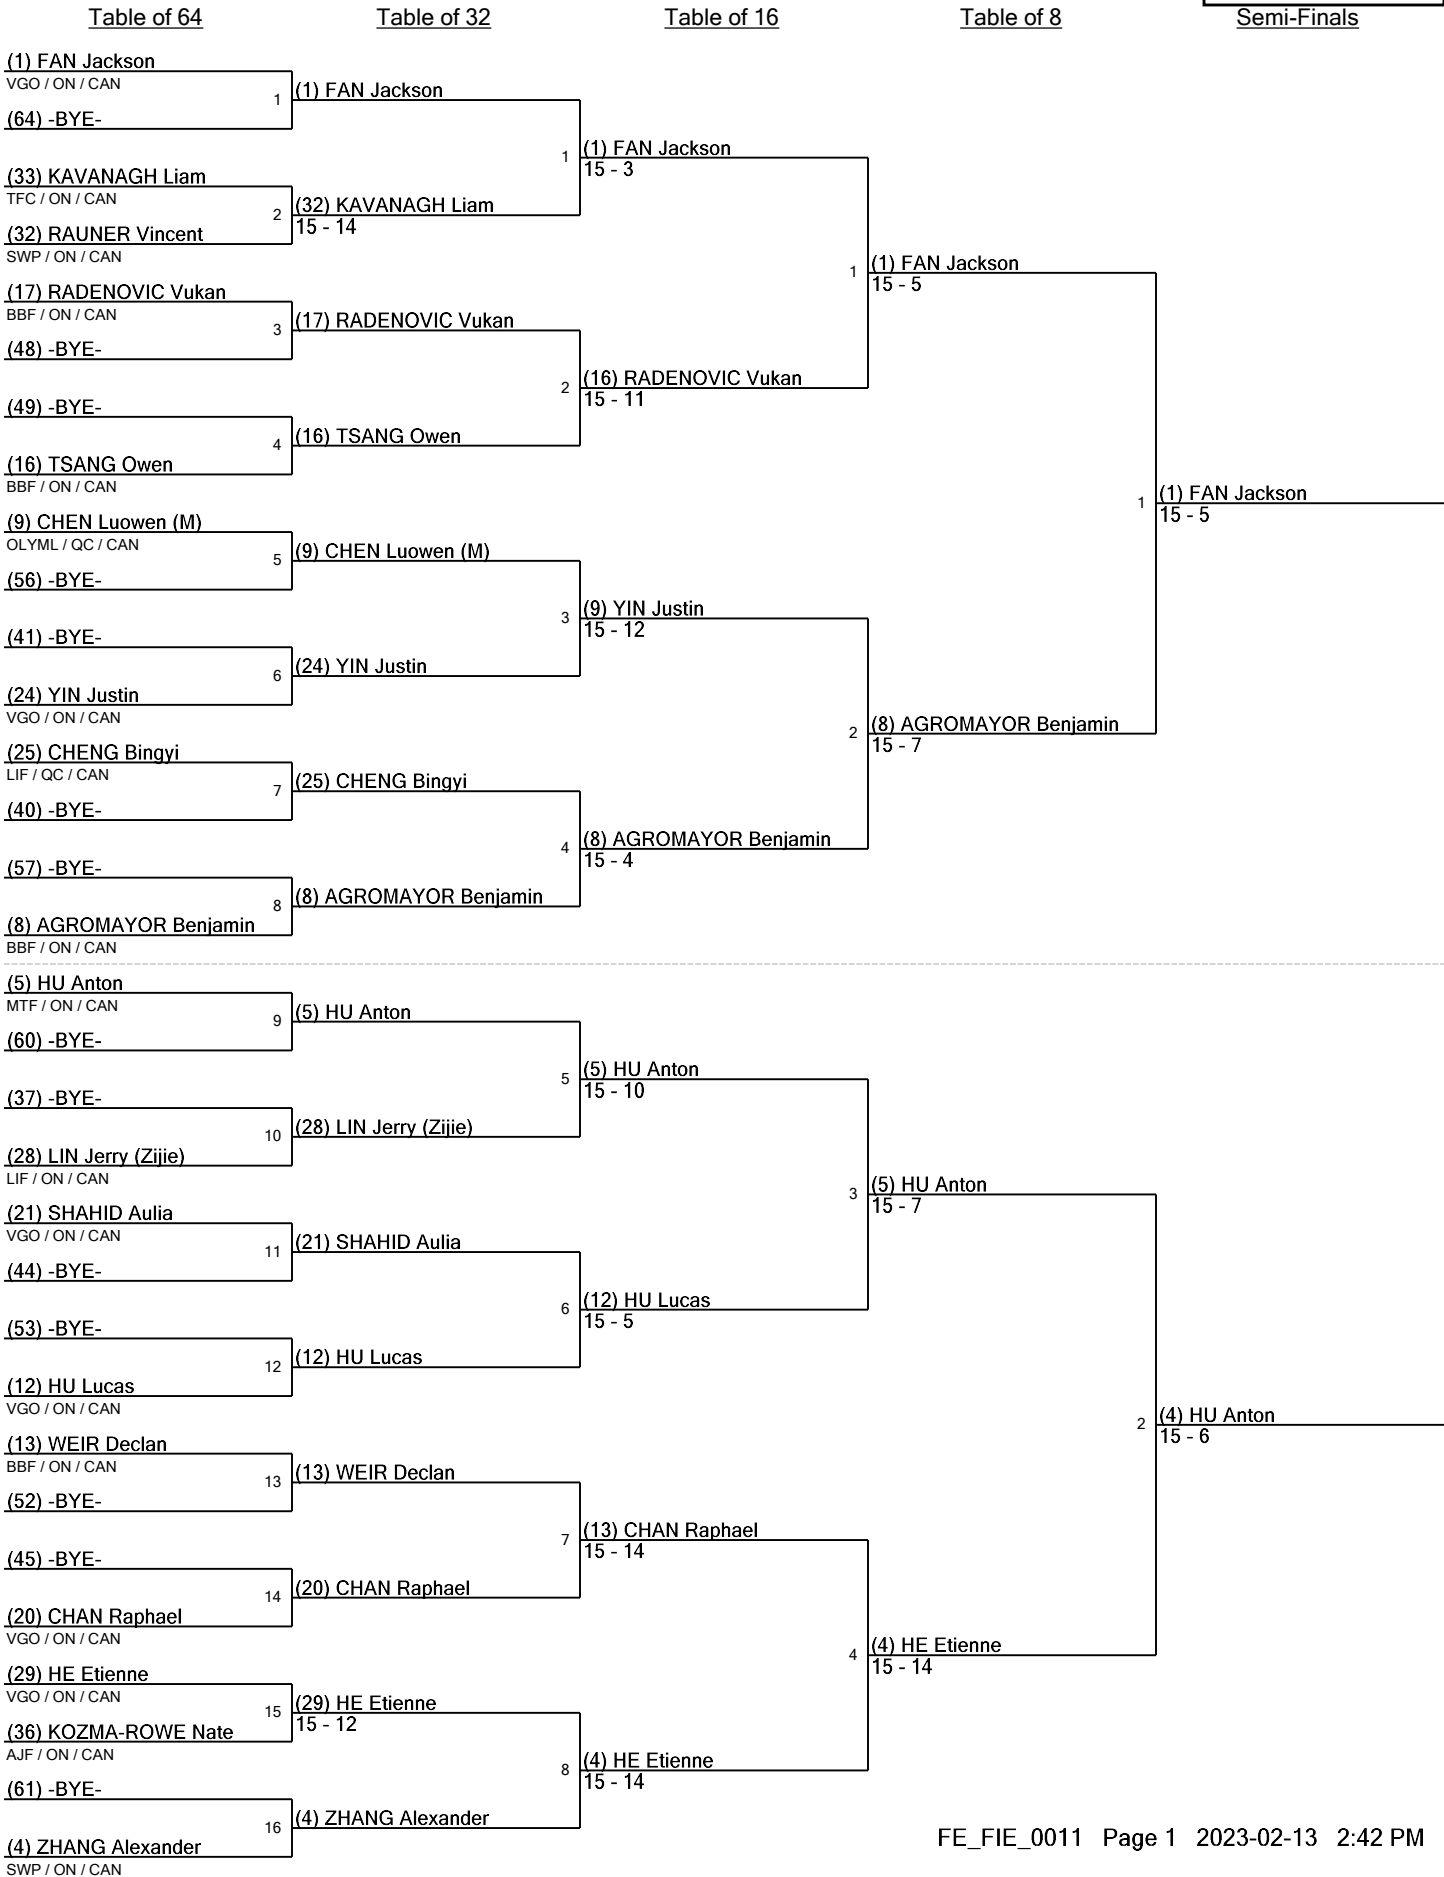 Table of 64 Table of 32 Table of 16 Table of 8 Semi-Finals
(1) FAN Jackson
VGO / ON / CAN
1 (1) FAN Jackson
(64) -BYE-
1 (1) FAN Jackson
15 - 3
(33) KAVANAGH Liam
TFC / ON / CAN
2 (32) KAVANAGH Liam
15 - 14
(32) RAUNER Vincent
SWP / ON / CAN
1 (1) FAN Jackson
15 - 5
(17) RADENOVIC Vukan
BBF / ON / CAN
3 (17) RADENOVIC Vukan
(48) -BYE-
2 (16) RADENOVIC Vukan
15 - 11
(49) -BYE-
4 (16) TSANG Owen
(16) TSANG Owen
BBF / ON / CAN
1 (1) FAN Jackson
15 - 5
(9) CHEN Luowen (M)
OLYML / QC / CAN
5 (9) CHEN Luowen (M)
(56) -BYE-
3 (9) YIN Justin
15 - 12
(41) -BYE-
6 (24) YIN Justin
(24) YIN Justin
VGO / ON / CAN
2 (8) AGROMAYOR Benjamin
15 - 7
(25) CHENG Bingyi
LIF / QC / CAN
7 (25) CHENG Bingyi
(40) -BYE-
4 (8) AGROMAYOR Benjamin
15 - 4
(57) -BYE-
8 (8) AGROMAYOR Benjamin
(8) AGROMAYOR Benjamin
BBF / ON / CAN
(5) HU Anton
MTF / ON / CAN
9 (5) HU Anton
(60) -BYE-
5 (5) HU Anton
15 - 10
(37) -BYE-
10 (28) LIN Jerry (Zijie)
(28) LIN Jerry (Zijie)
LIF / ON / CAN
3 (5) HU Anton
15 - 7
(21) SHAHID Aulia
VGO / ON / CAN
11 (21) SHAHID Aulia
(44) -BYE-
6 (12) HU Lucas
15 - 5
(53) -BYE-
12 (12) HU Lucas
(12) HU Lucas
VGO / ON / CAN
2 (4) HU Anton
15 - 6
(13) WEIR Declan
BBF / ON / CAN
13 (13) WEIR Declan
(52) -BYE-
7 (13) CHAN Raphael
15 - 14
(45) -BYE-
14 (20) CHAN Raphael
(20) CHAN Raphael
VGO / ON / CAN
4 (4) HE Etienne
15 - 14
(29) HE Etienne
VGO / ON / CAN
15 (29) HE Etienne
15 - 12
(36) KOZMA-ROWE Nate
AJF / ON / CAN
8 (4) HE Etienne
15 - 14
(61) -BYE-
16 (4) ZHANG Alexander
(4) ZHANG Alexander
SWP / ON / CAN
FE_FIE_0011 Page 1 2023-02-13 2:42 PM